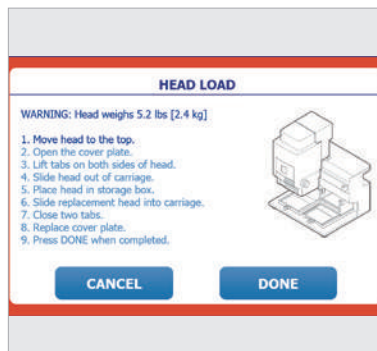 HEAD LOAD
WARNING: Head weighs 5.2 lbs [2.4 kg]
1. Move head to the top.
2. Open the cover plate.
3. Lift tabs on both sides of head.
4. Slide head out of carriage.
5. Place head in storage box.
6. Slide replacement head into carriage.
7. Close two tabs.
8. Replace cover plate.
9. Press DONE when completed.
CANCEL
DONE